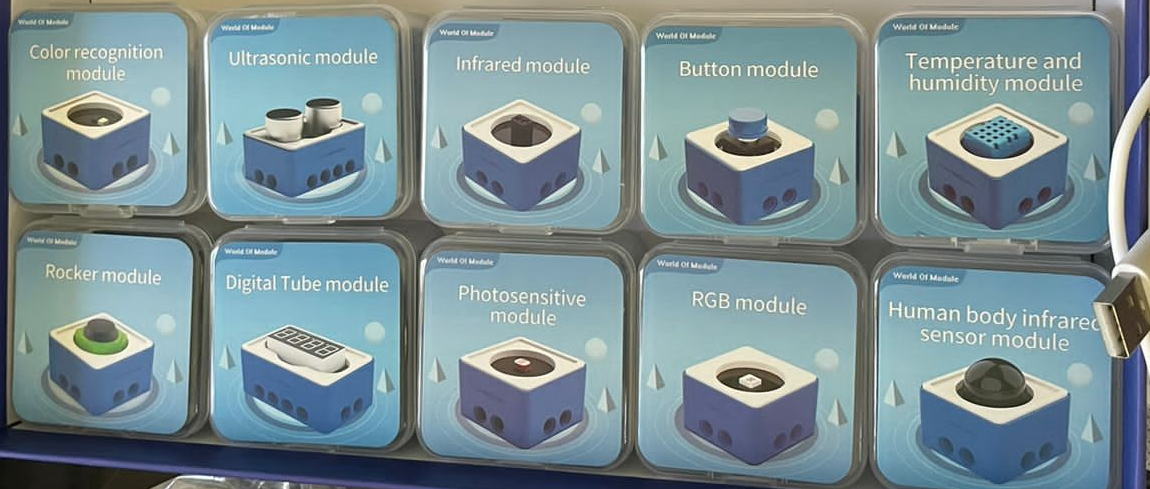 World Of Module
Color recognition
module
World Of Module
Ultrasonic module
World Of Module
Infrared module
World Of Module
Button module
World Of Module
Temperature and
humidity module
World Of Module
Rocker module
World Of Module
Digital Tube module
8888
World Of Module
Photosensitive
module
World Of Module
RGB module
World Of Module
Human body infrared
sensor module